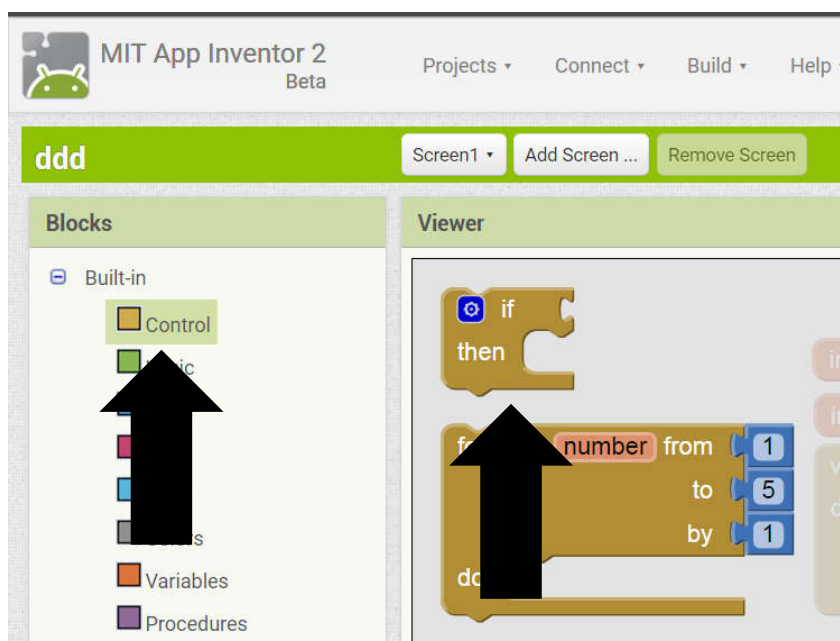 MIT App Inventor 2
Beta
Projects
Connect
Build
Help
ddd
Screen1
Add Screen ...
Remove Screen
Blocks
Viewer
Built-in
Control
if
then
number from 1
to 5
by 1
Variables
Procedures